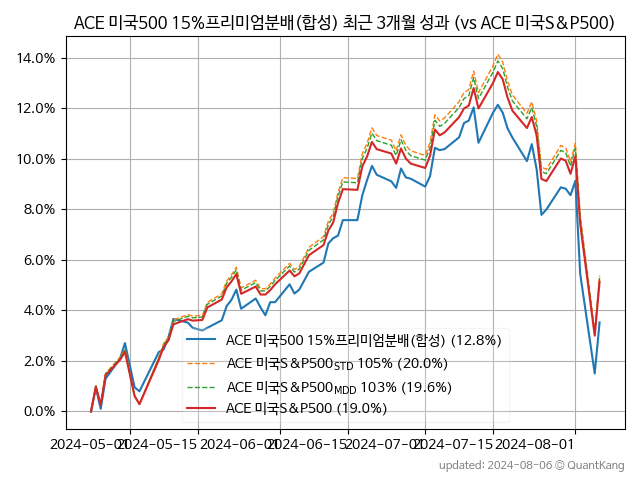 ACE 미국500 15%프리미엄분배(합성) 최근 3개월 성과 (vs ACE 미국S&P500)
14.0%
12.0%
10.0%
8.0%
6.0%
4.0%
2.0%
0.0%
ACE 미국500 15%프리미엄분배(합성) (12.8%)
ACE 미국S&P500STD 105% (20.0%)
ACE 미국S&P500MDD 103% (19.6%)
ACE 미국S&P500 (19.0%)
2024-05-01 2024-05-15 2024-06-01 2024-06-15 2024-07-01 2024-07-15 2024-08-01
updated: 2024-08-06 © QuantKang